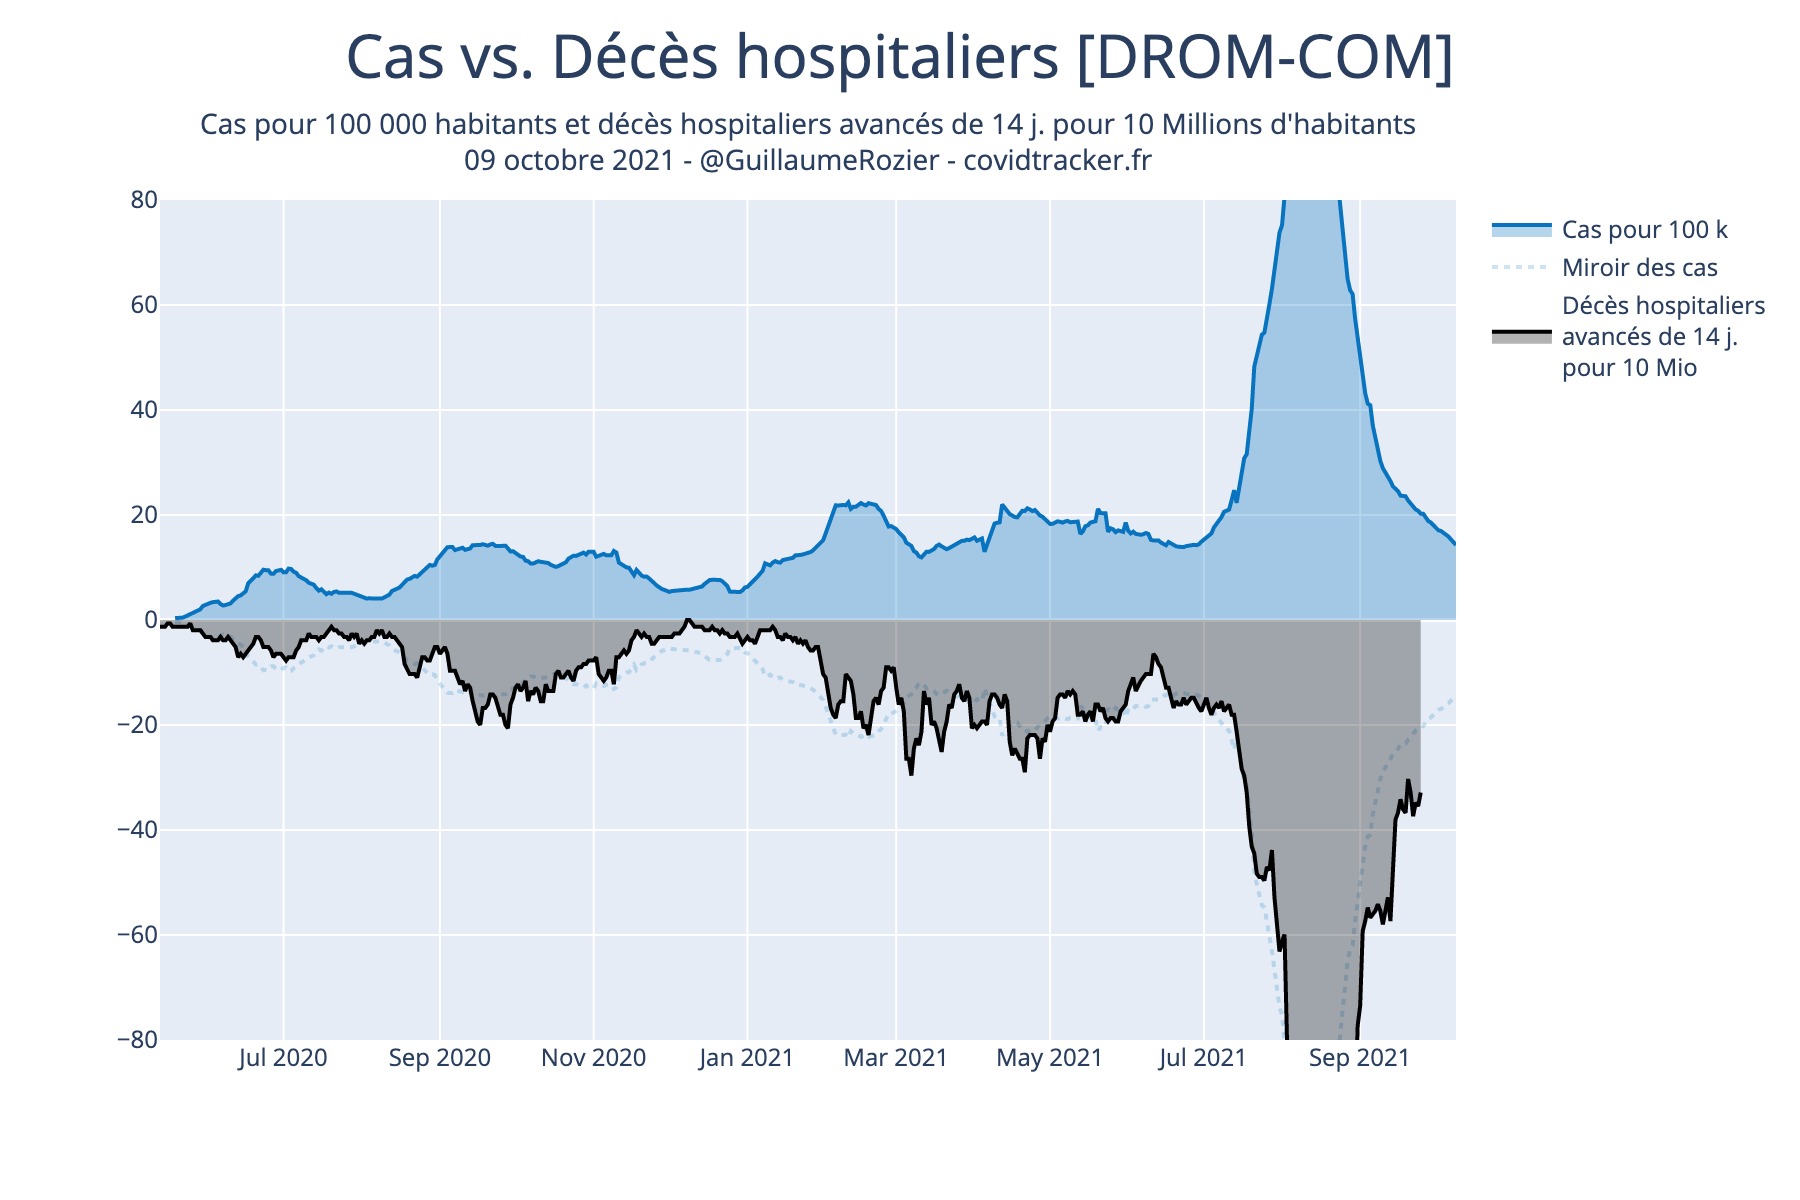 Cas vs. Décès hospitaliers [DROM-COM]
Cas pour 100 000 habitants et décès hospitaliers avancés de 14 j. pour 10 Millions d'habitants
09 octobre 2021 - @GuillaumeRozier - covidtracker.fr
80
60
40
20
0
−20
−40
−60
−80
Jul 2020
Sep 2020
Nov 2020
Jan 2021
Mar 2021
May 2021
Jul 2021
Sep 2021
Cas pour 100 k
Miroir des cas
Décès hospitaliers
avancés de 14 j.
pour 10 Mio